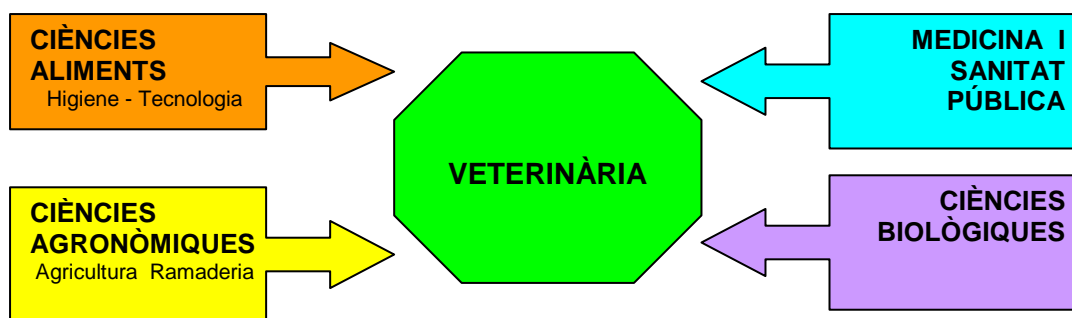 CIÈNCIES
ALIMENTS
Higiene - Tecnologia
MEDICINA I
SANITAT
PÚBLICA
VETERINÀRIA
CIÈNCIES
AGRONÒMIQUES
Agricultura Ramaderia
CIÈNCIES
BIOLÒGIQUES